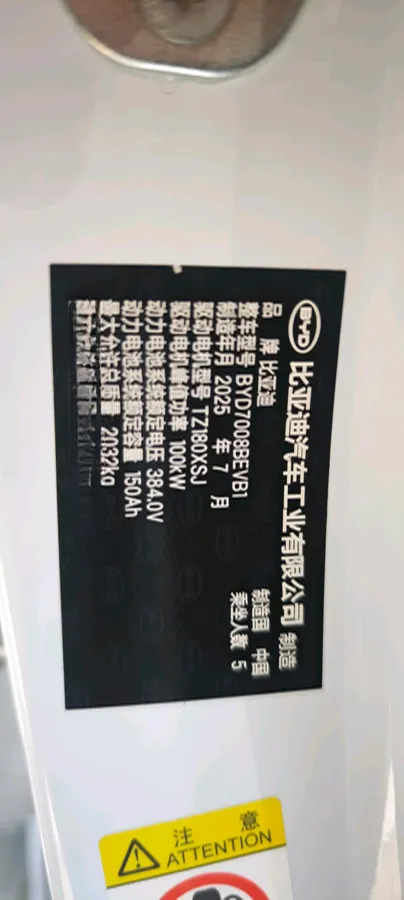 BYD 比亚迪汽车工业有限公司 制造
品 牌 比亚迪 制造国 中国
整车型号 BYD7008BEVB1 乘坐人数 5
制造年月 2025 年 7 月
驱动电机型号 TZ180XSJ
驱动电机峰值功率 100kW
动力电池系统额定电压 384.0V
动力电池系统额定容量 150Ah
最大允许总质量
注 意
ATTENTION